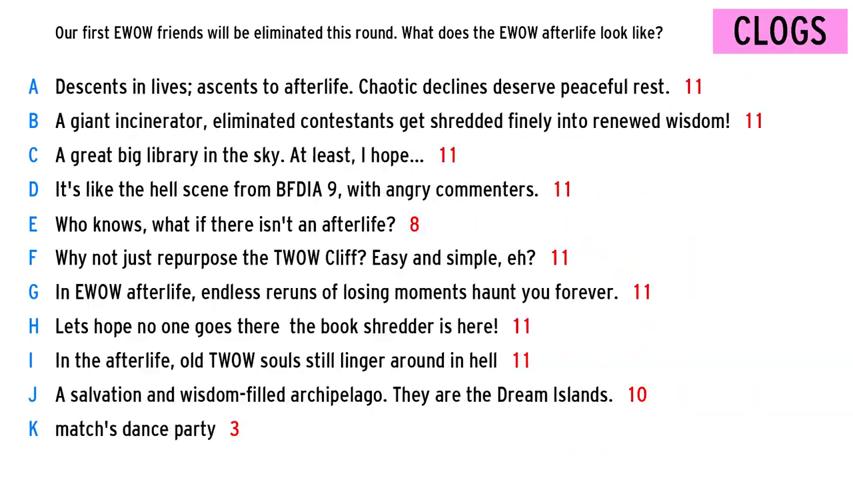 Our first EWOW friends will be eliminated this round. What does the EWOW afterlife look like?
CLOGS
A Descents in lives; ascents to afterlife. Chaotic declines deserve peaceful rest. 11
B A giant incinerator, eliminated contestants get shredded finely into renewed wisdom! 11
C A great big library in the sky. At least, I hope... 11
D It's like the hell scene from BFDIA 9, with angry commenters. 11
E Who knows, what if there isn't an afterlife? 8
F Why not just repurpose the TWOW Cliff? Easy and simple, eh? 11
G In EWOW afterlife, endless reruns of losing moments haunt you forever. 11
H Lets hope no one goes there  the book shredder is here! 11
I In the afterlife, old TWOW souls still linger around in hell 11
J A salvation and wisdom-filled archipelago. They are the Dream Islands. 10
K match's dance party 3